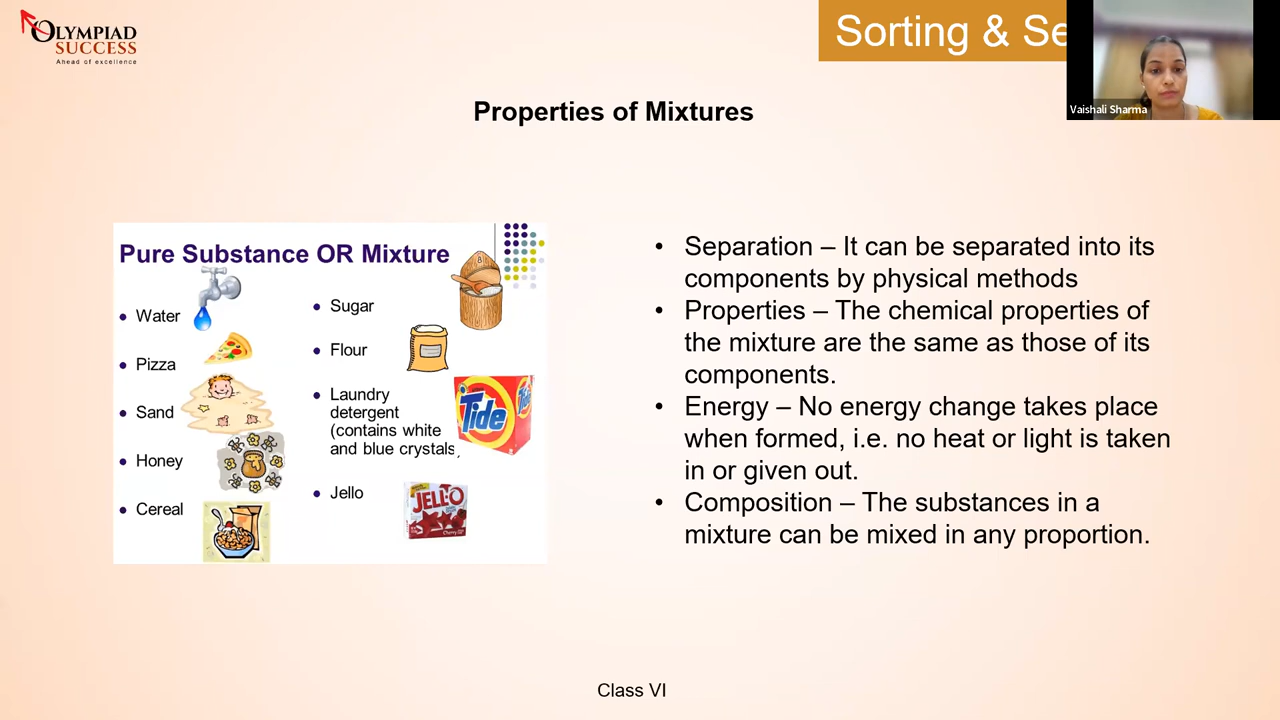 OLYMPIAD
SUCCESS
Ahead of excellence
Sorting & Se
Vaishali Sharma
Properties of Mixtures
Pure Substance OR Mixture
• Water
• Pizza
• Sand
• Honey
• Cereal
• Sugar
• Flour
• Laundry
detergent
(contains white
and blue crystals
• Jello
Tide
JELL-O
• Separation – It can be separated into its
components by physical methods
• Properties – The chemical properties of
the mixture are the same as those of its
components.
• Energy – No energy change takes place
when formed, i.e. no heat or light is taken
in or given out.
• Composition – The substances in a
mixture can be mixed in any proportion.
Class VI